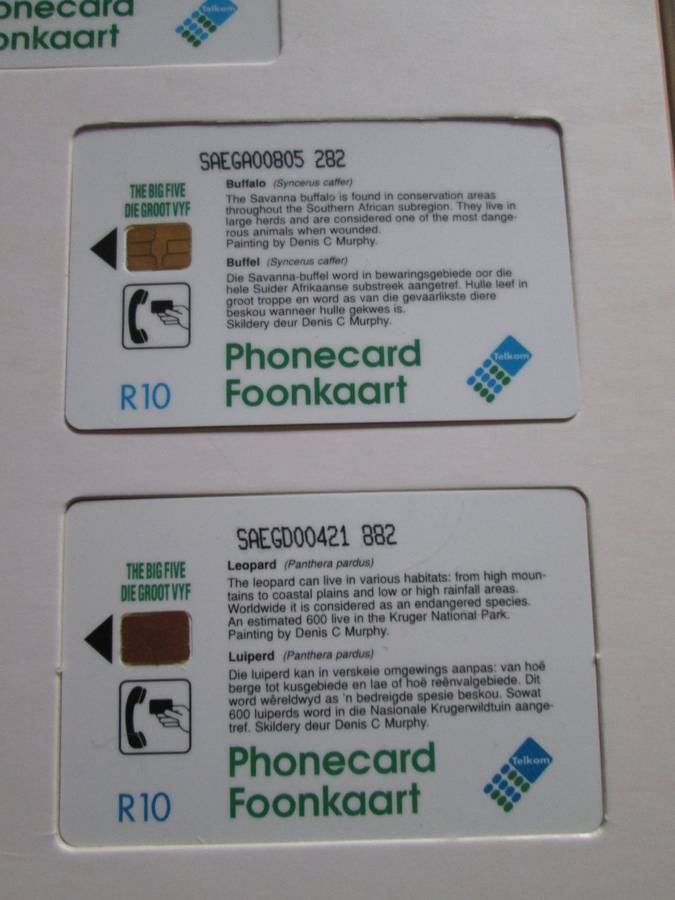 onecard
onkaart
Telkom
SAEGA00805 282
THE BIG FIVE
DIE GROOT VYF
Buffalo (Syncerus caffer)
The Savanna buffalo is found in conservation areas
throughout the Southern African subregion. They live in
large herds and are considered one of the most dange-
rous animals when wounded.
Painting by Denis C Murphy.
Buffel (Syncerus caffer)
Die Savanna-buffel word in bewaringsgebiede oor die
hele Suider Afrikaanse substreek aangetref. Hulle leef in
groot troppe en word as van die gevaarlikste diere
beskou wanneer hulle gekwes is.
Skildery deur Denis C Murphy.
R10
Phonecard
Foonkaart
Telkom
SAEGD00421 882
THE BIG FIVE
DIE GROOT VYF
Leopard (Panthera pardus)
The leopard can live in various habitats: from high moun-
tains to coastal plains and low or high rainfall areas.
Worldwide it is considered as an endangered species.
An estimated 600 live in the Kruger National Park.
Painting by Denis C Murphy.
Luiperd (Panthera pardus)
Die luiperd kan in verskeie omgewings aanpas: van hoë
berge tot kusgebiede en lae of hoë reënvalgebiede. Dit
word wêreldwyd as 'n bedreigde spesie beskou. Sowat
600 luiperds word in die Nasionale Krugerwildtuin aange-
tref. Skildery deur Denis C Murphy.
R10
Phonecard
Foonkaart
Telkom